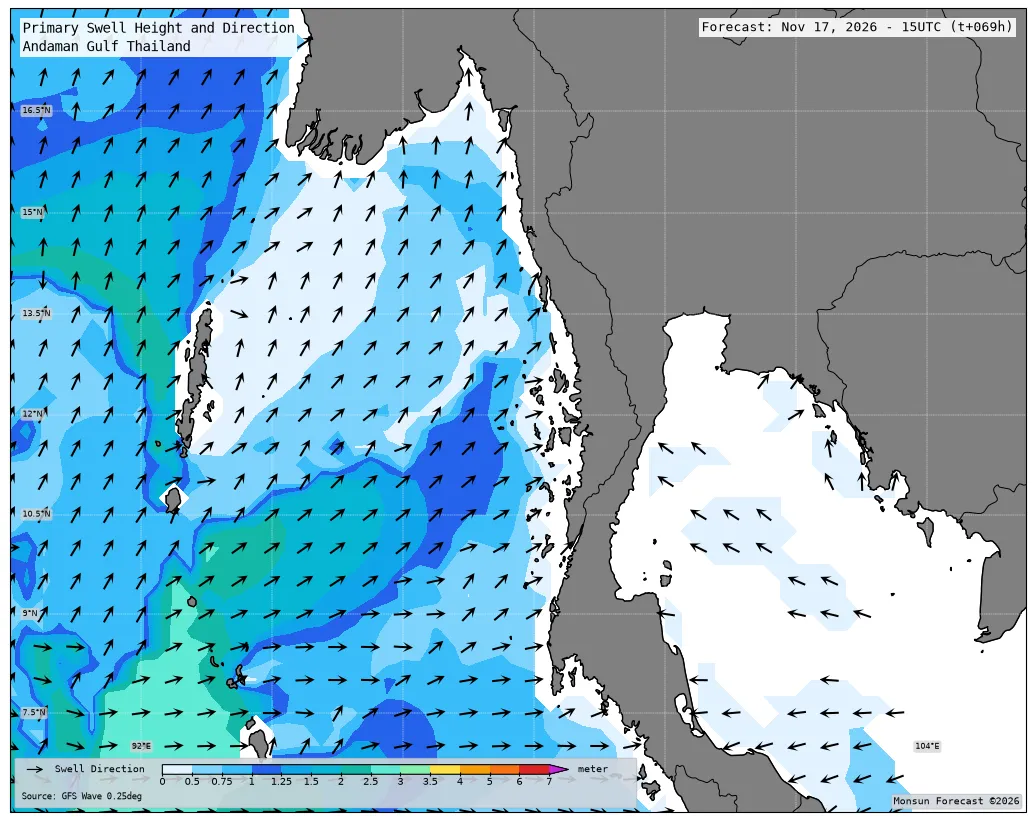 Primary Swell Height and Direction
Andaman Gulf Thailand
Forecast: Nov 17, 2026 - 15UTC (t+069h)
16.5°N
15°N
13.5°N
12°N
10.5°N
9°N
7.5°N
92°E
104°E
Swell Direction
meter
0 0.5 0.75 1 1.25 1.5 2 2.5 3 3.5 4 5 6 7
Source: GFS Wave 0.25deg
Monsun Forecast ©2026